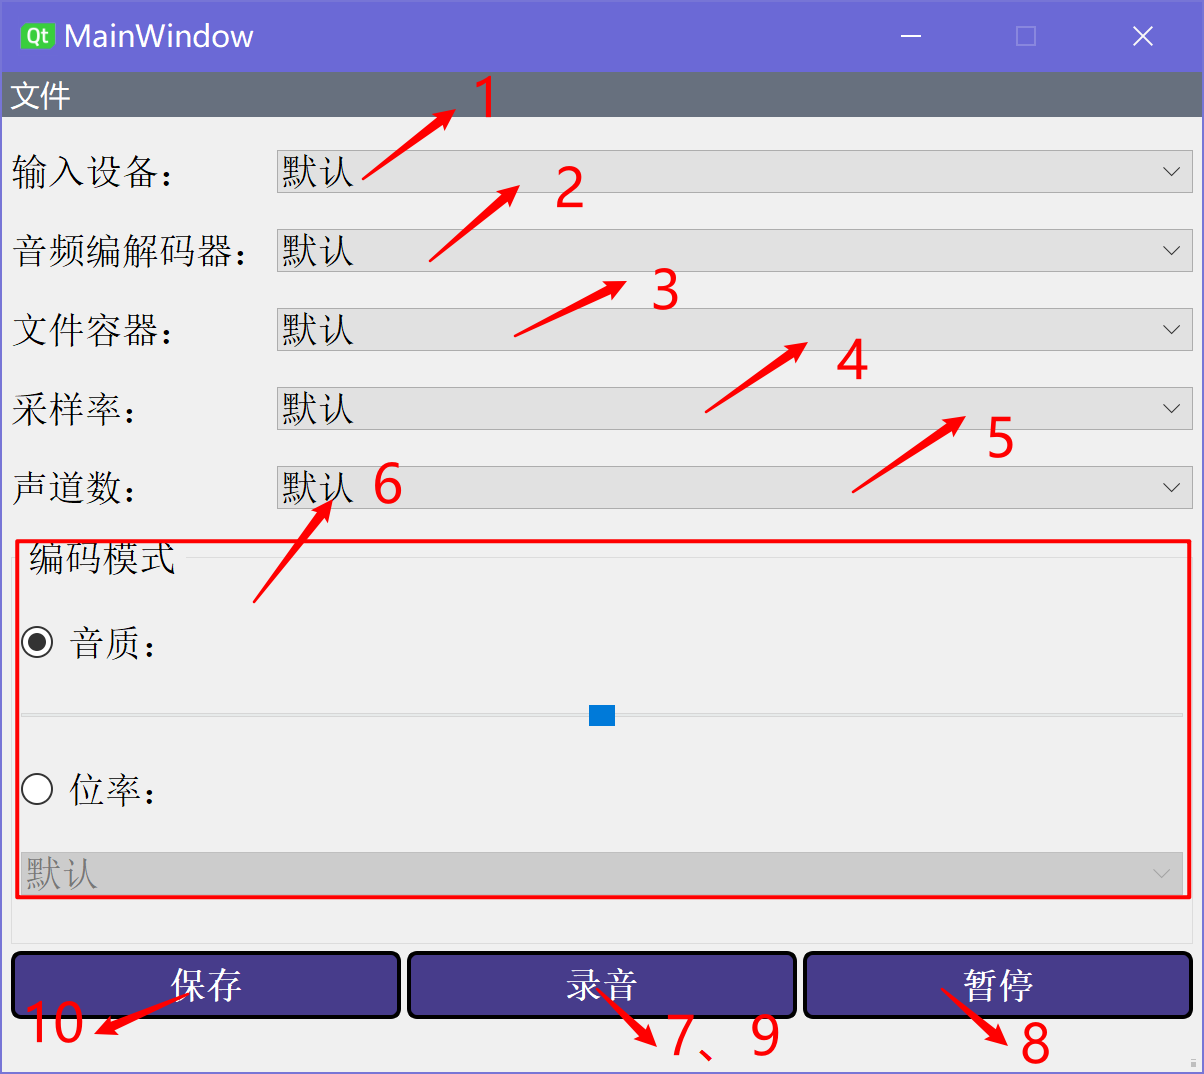 Qt MainWindow
文件
1
输入设备： 默认
2
音频编解码器： 默认
3
文件容器： 默认
4
采样率： 默认
5
声道数： 默认 6
编码模式
音质：
位率：
默认
保存 录音 暂停
10 7、9 8